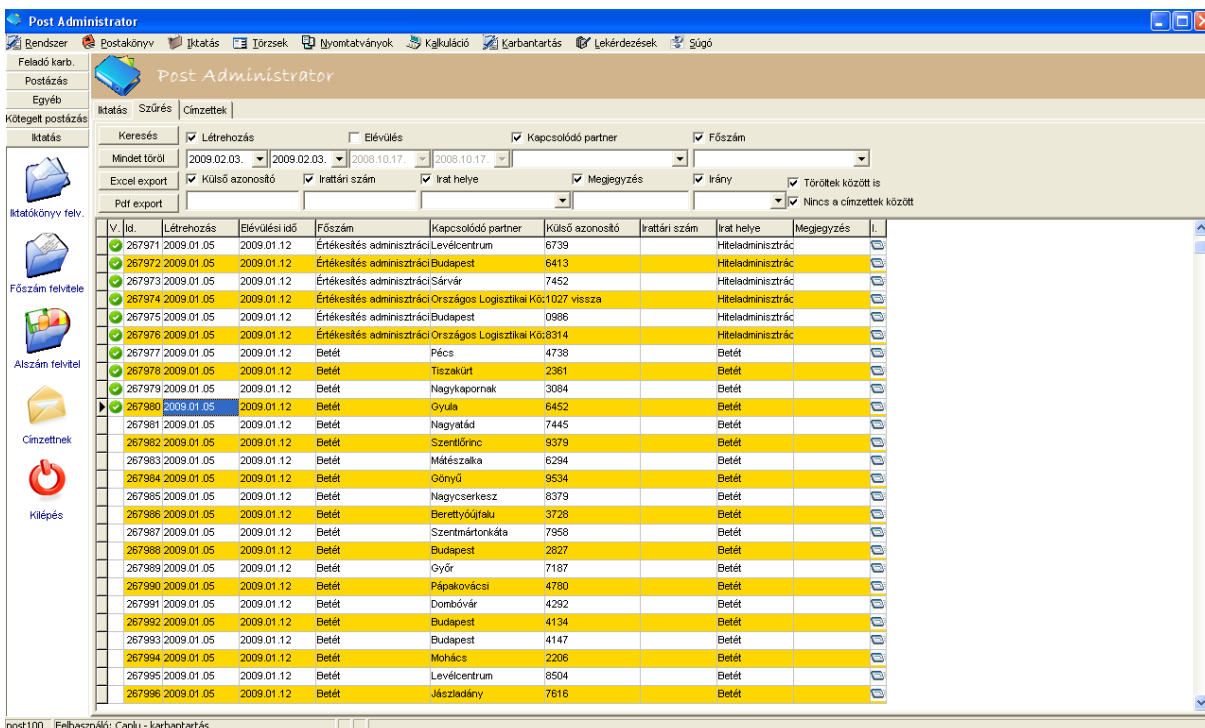 Post Administrator
Rendszer Postakönyv Iktatás Törzsek Nyomtatványok Kalkuláció Karbantartás Lekérdezések Súgó
Feladó karb.
Postázás
Egyéb
Kötegelt postázás
Iktatás
Iktatókönyv felv.
Főszám felvitele
Alszám felvitel
Címzettnek
Kilépés
Post Administrator
Iktatás Szűrés Címzettek
Keresés Létrehozás Elévülés Kapcsolódó partner Főszám
Mindet töröl 2009.02.03. 2009.02.03. 2008.10.17. 2008.10.17.
Excel export Külső azonosító Irattári szám Irat helye Megjegyzés Irány Töröltek között is
Pdf export Nincs a címzettek között
V. Id. Létrehozás Elévülési idő Főszám Kapcsolódó partner Külső azonosító Irattári szám Irat helye Megjegyzés I.
267971 2009.01.05 2009.01.12 Értékesítés adminisztráci Levélcentrum 6739 Hiteladminisztrác
267972 2009.01.05 2009.01.12 Értékesítés adminisztráci Budapest 6413 Hiteladminisztrác
267973 2009.01.05 2009.01.12 Értékesítés adminisztráci Sárvár 7452 Hiteladminisztrác
267974 2009.01.05 2009.01.12 Értékesítés adminisztráci Országos Logisztikai Kö: 1027 vissza Hiteladminisztrác
267975 2009.01.05 2009.01.12 Értékesítés adminisztráci Budapest 0986 Hiteladminisztrác
267976 2009.01.05 2009.01.12 Értékesítés adminisztráci Országos Logisztikai Kö: 8314 Hiteladminisztrác
267977 2009.01.05 2009.01.12 Betét Pécs 4738 Betét
267978 2009.01.05 2009.01.12 Betét Tiszakürt 2361 Betét
267979 2009.01.05 2009.01.12 Betét Nagykapornak 3084 Betét
267980 2009.01.05 2009.01.12 Betét Gyula 6452 Betét
267981 2009.01.05 2009.01.12 Betét Nagyatád 7445 Betét
267982 2009.01.05 2009.01.12 Betét Szentlőrinc 9379 Betét
267983 2009.01.05 2009.01.12 Betét Mátészalka 6294 Betét
267984 2009.01.05 2009.01.12 Betét Gönyű 9534 Betét
267985 2009.01.05 2009.01.12 Betét Nagycserkesz 8379 Betét
267986 2009.01.05 2009.01.12 Betét Berettyóújfalu 3728 Betét
267987 2009.01.05 2009.01.12 Betét Szentmártonkáta 7958 Betét
267988 2009.01.05 2009.01.12 Betét Budapest 2827 Betét
267989 2009.01.05 2009.01.12 Betét Győr 7187 Betét
267990 2009.01.05 2009.01.12 Betét Pápakovácsi 4780 Betét
267991 2009.01.05 2009.01.12 Betét Dombóvár 4292 Betét
267992 2009.01.05 2009.01.12 Betét Budapest 4134 Betét
267993 2009.01.05 2009.01.12 Betét Budapest 4147 Betét
267994 2009.01.05 2009.01.12 Betét Mohács 2206 Betét
267995 2009.01.05 2009.01.12 Betét Levélcentrum 8504 Betét
267996 2009.01.05 2009.01.12 Betét Jászladány 7616 Betét
post100 Felhasználó: Caplu - karbantartás